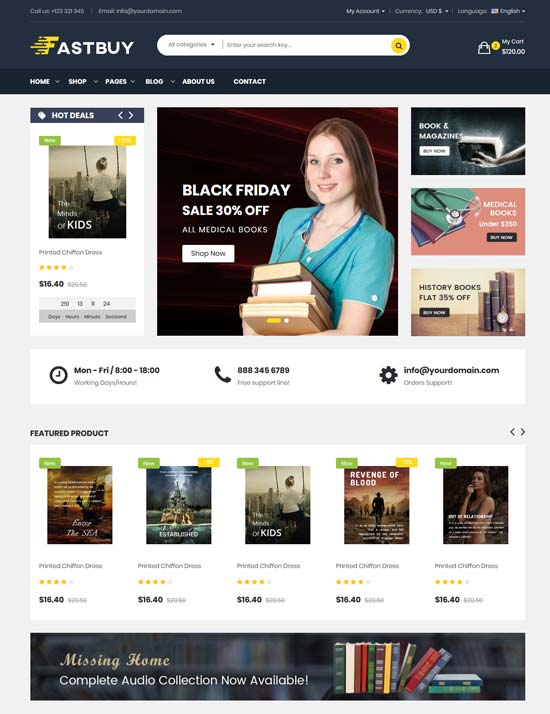 Call us: +123 321 345 | Email: info@yourdomain.com
My Account | Currency: USD $ | Language: English
FASTBUY
All categories
Enter your search key ..
2
My Cart
$120.00
HOME SHOP PAGES BLOG ABOUT US CONTACT
HOT DEALS
New
The
Minds
Of KIDS
Printed Chiffon Dress
$16.40 $20.50
251 13 11 24
Days Hours Minuts Secoond
BLACK FRIDAY
SALE 30% OFF
ALL MEDICAL BOOKS
Shop Now
BOOK &
MAGAZINES
BUY NOW
MEDICAL
BOOKS
Under $350
BUY NOW
HISTORY BOOKS
FLAT 35% OFF
BUY NOW
Mon - Fri / 8:00 - 18:00
Working Days/Hours!
888 345 6789
Free support line!
info@yourdomain.com
Orders Support!
FEATURED PRODUCT
New
Enter
The SEA
Printed Chiffon Dress
$16.40 $20.50
New
ESTABLISHED
Printed Chiffon Dress
$16.40 $20.50
New
The
Minds
Of KIDS
Printed Chiffon Dress
$16.40 $20.50
New
REVENGE OF
BLOOD
Printed Chiffon Dress
$16.40 $20.50
New
OUT OF RELATIONSHIP
Printed Chiffon Dress
$16.40 $20.50
Missing Home
Complete Audio Collection Now Available!